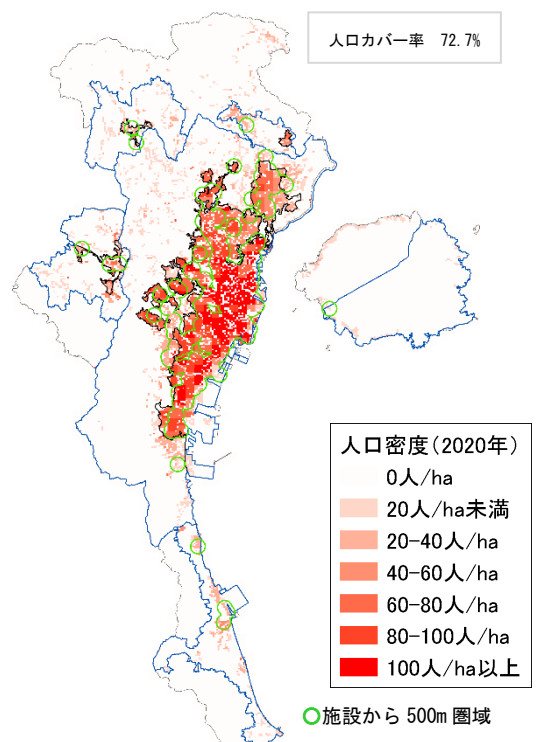 人口カバー率 72.7%
人口密度(2020年)
0人/ha
20人/ha未満
20-40人/ha
40-60人/ha
60-80人/ha
80-100人/ha
100人/ha以上
施設から500m圏域